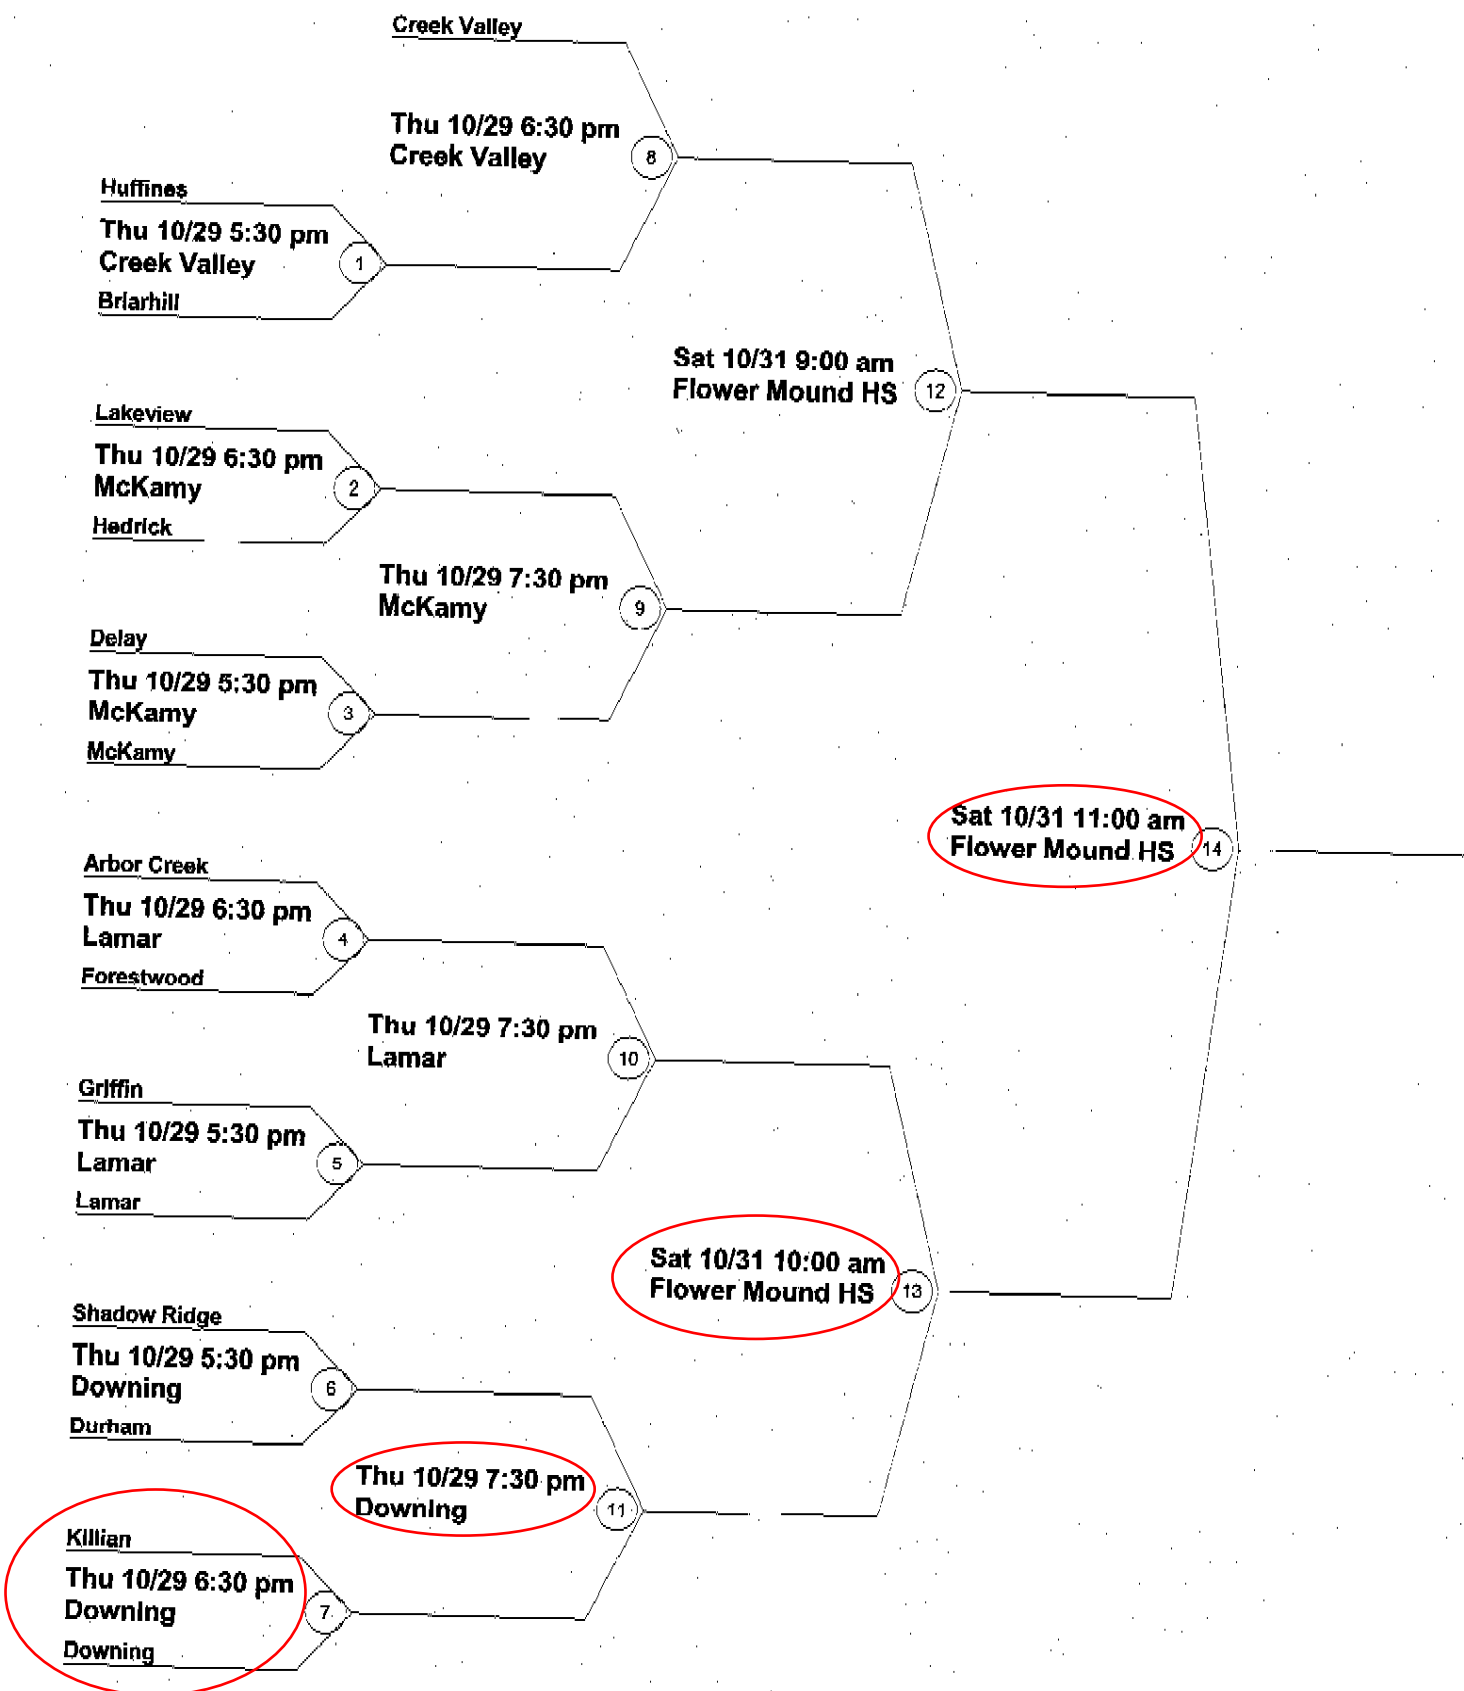 Creek Valley
Thu 10/29 6:30 pm
Creek Valley
8
Huffines
Thu 10/29 5:30 pm
Creek Valley
1
Briarhill
Sat 10/31 9:00 am
Flower Mound HS
12
Lakeview
Thu 10/29 6:30 pm
McKamy
2
Hedrick
Thu 10/29 7:30 pm
McKamy
9
Delay
Thu 10/29 5:30 pm
McKamy
3
McKamy
Sat 10/31 11:00 am
Flower Mound HS
14
Arbor Creek
Thu 10/29 6:30 pm
Lamar
4
Forestwood
Thu 10/29 7:30 pm
Lamar
10
Griffin
Thu 10/29 5:30 pm
Lamar
5
Lamar
Sat 10/31 10:00 am
Flower Mound HS
13
Shadow Ridge
Thu 10/29 5:30 pm
Downing
6
Durham
Thu 10/29 7:30 pm
Downing
11
Killian
Thu 10/29 6:30 pm
Downing
7
Downing